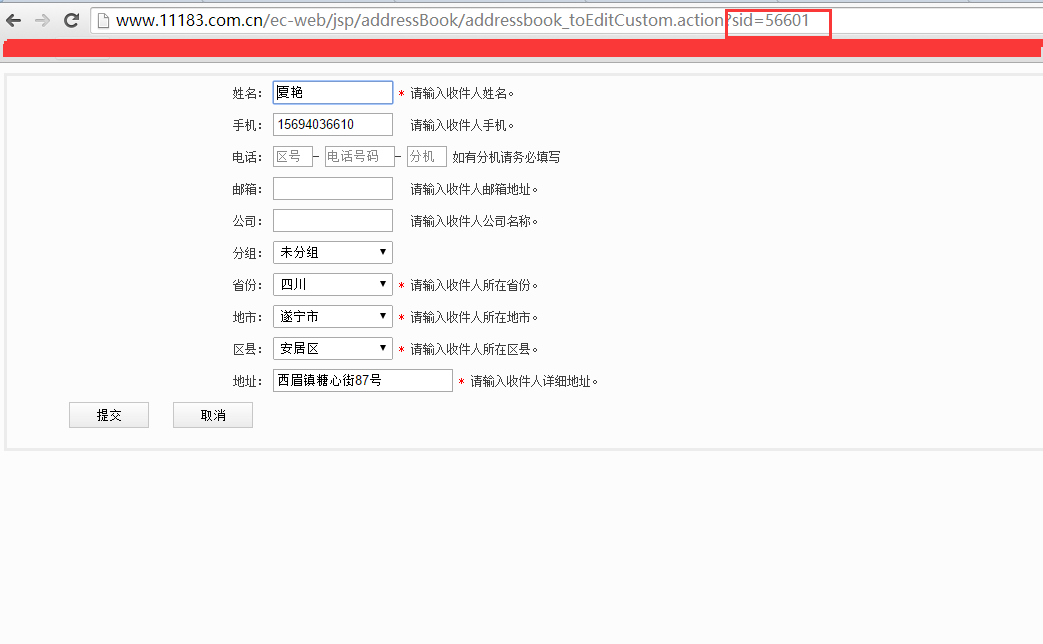 www.11183.com.cn/ec-web/jsp/addressBook/addressbook_toEditCustom.action?sid=56601
姓名： 夏艳 * 请输入收件人姓名。
手机： 15694036610 请输入收件人手机。
电话： 区号 - 电话号码 - 分机 如有分机请务必填写
邮箱： 请输入收件人邮箱地址。
公司： 请输入收件人公司名称。
分组： 未分组
省份： 四川 * 请输入收件人所在省份。
地市： 遂宁市 * 请输入收件人所在地市。
区县： 安居区 * 请输入收件人所在区县。
地址： 西眉镇糖心街87号 * 请输入收件人详细地址。
提交 取消